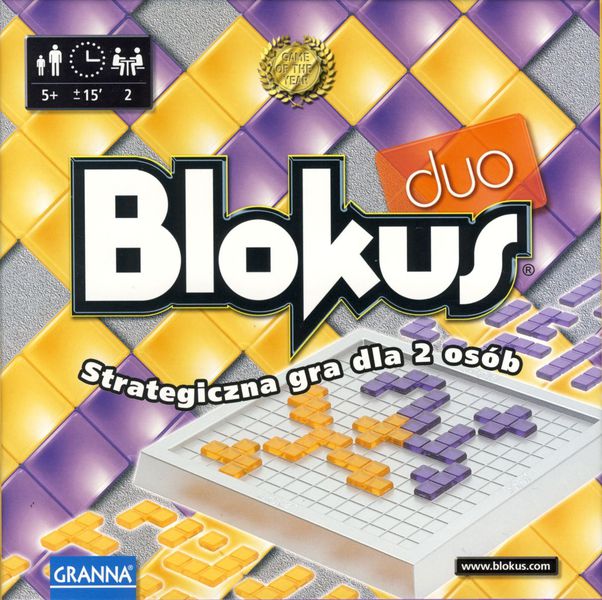 5+ ±15' 2
GAME
OF THE
YEAR
duo
Blokus®
Strategiczna gra dla 2 osób
GRANNA®
www.blokus.com